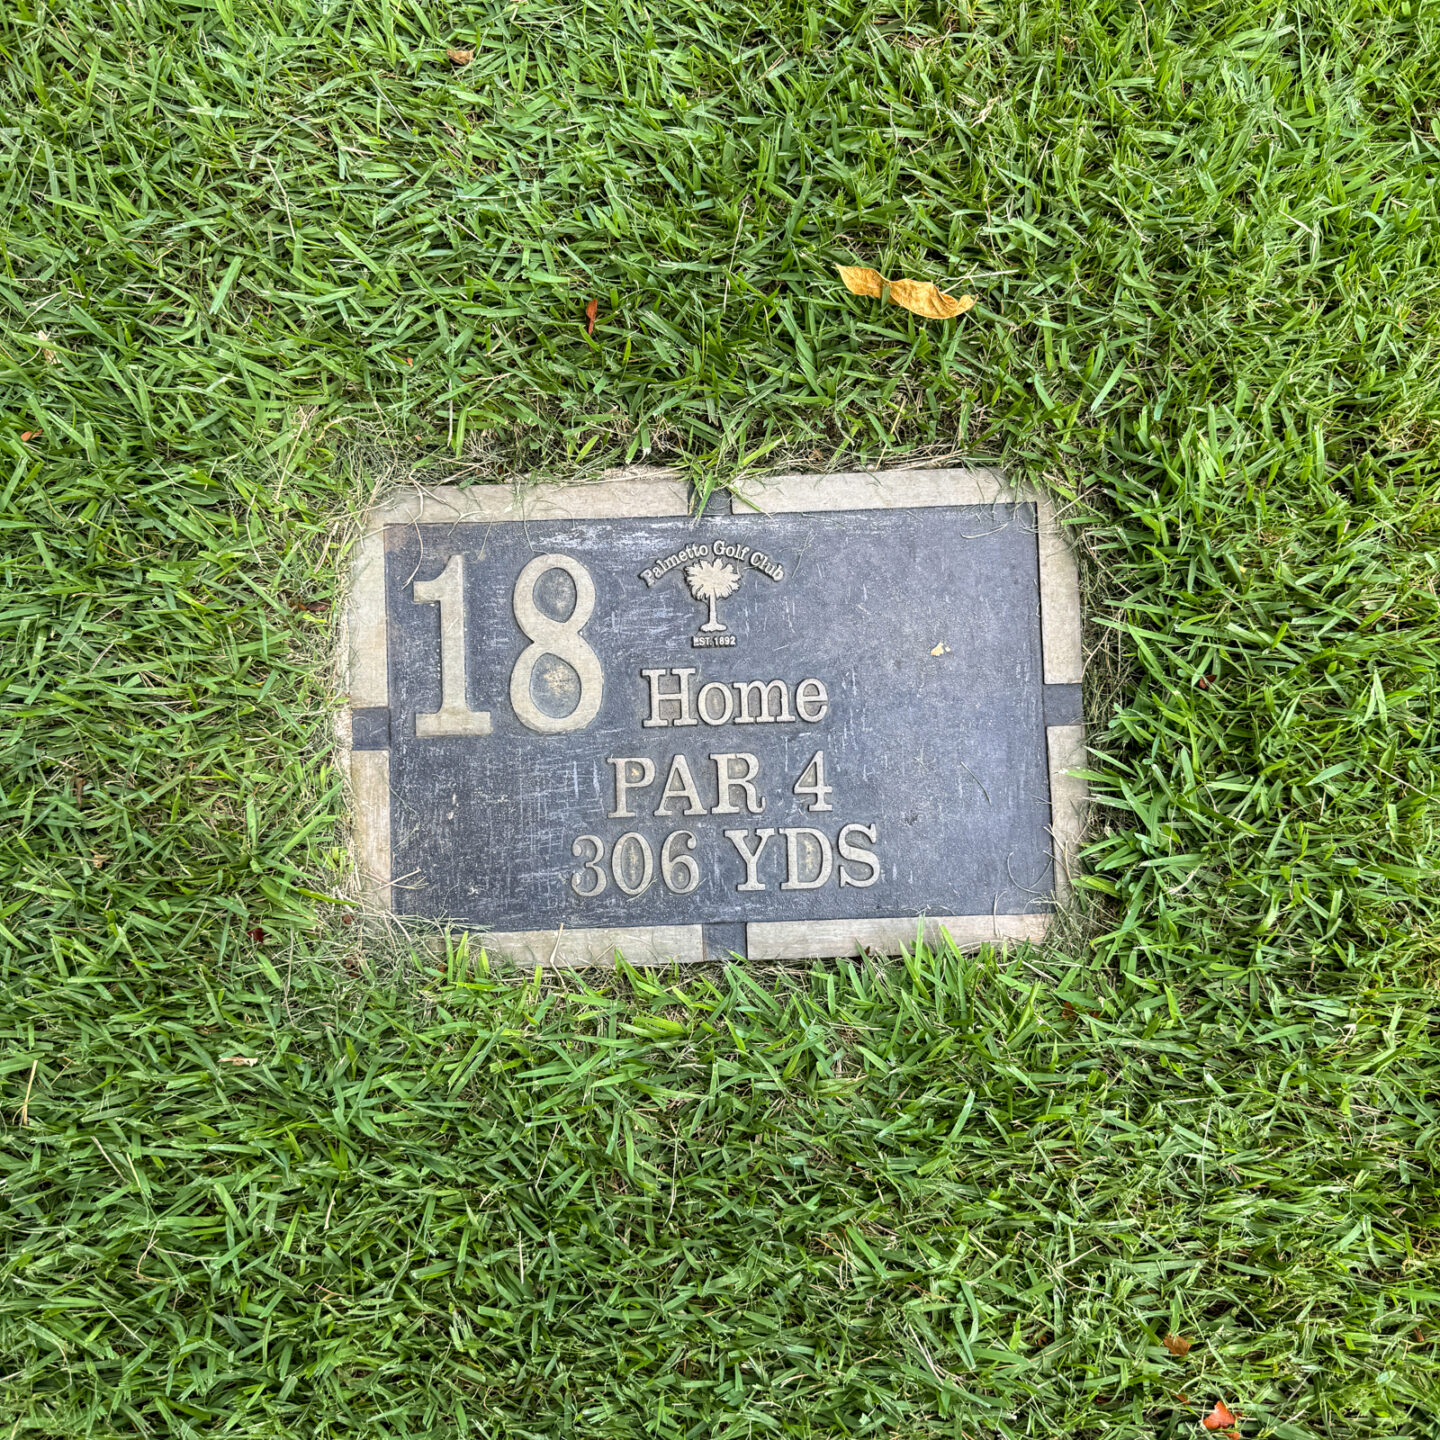 18
Palmetto Golf Club
EST. 1892
Home
PAR 4
306 YDS